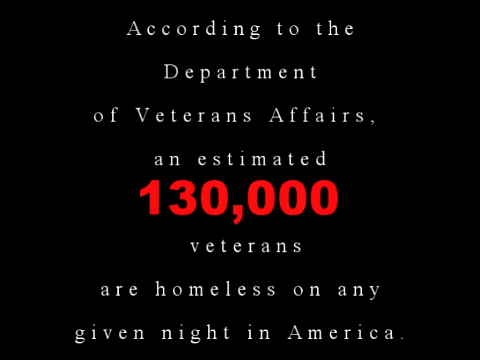 According to the
Department
of Veterans Affairs,
an estimated
130,000
veterans
are homeless on any
given night in America.